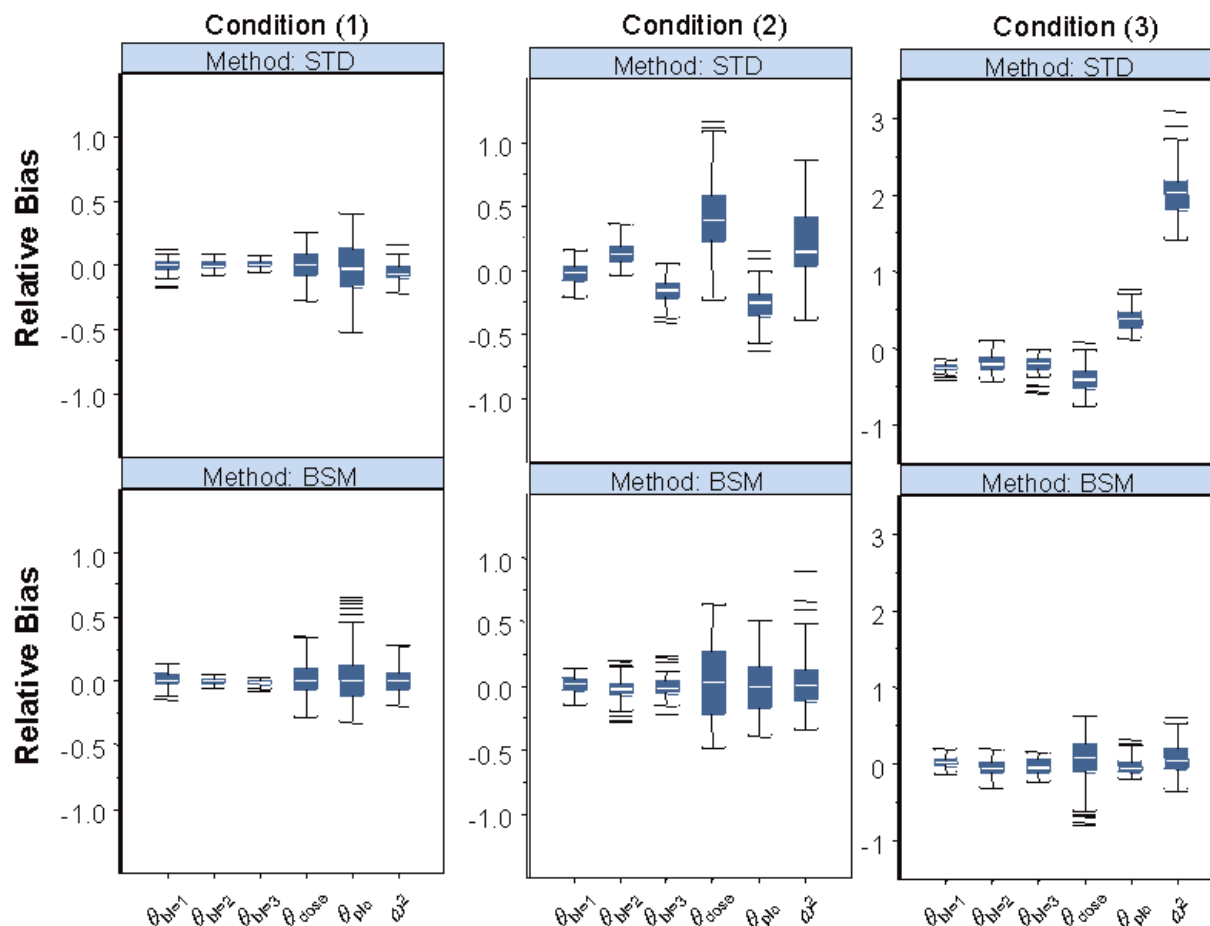 Condition (1) Condition (2) Condition (3)
Method: STD Method: STD Method: STD
Relative Bias
1.0 1.0 3
0.5 0.5 2
0.0 0.0 1
-0.5 -0.5 0
-1.0 -1.0 -1
Method: BSM Method: BSM Method: BSM
Relative Bias
1.0 1.0 3
0.5 0.5 2
0.0 0.0 1
-0.5 -0.5 0
-1.0 -1.0 -1
θbl=1 θbl=2 θbl=3 θdose θplo ω² θbl=1 θbl=2 θbl=3 θdose θplo ω² θbl=1 θbl=2 θbl=3 θdose θplo ω²